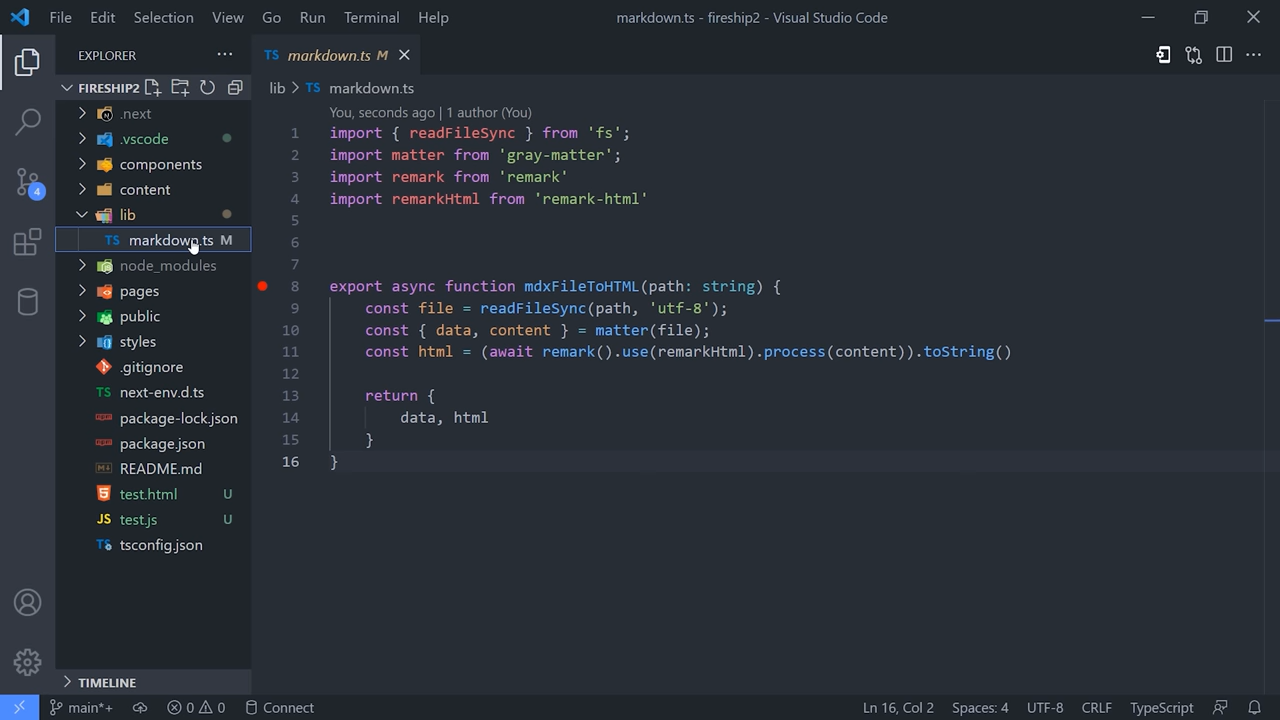 File Edit Selection View Go Run Terminal Help
markdown.ts - fireship2 - Visual Studio Code
EXPLORER
FIRESHIP2
.next
.vscode
components
content
lib
TS markdown.ts M
node_modules
pages
public
styles
.gitignore
TS next-env.d.ts
package-lock.json
package.json
README.md
test.html U
JS test.js U
TS tsconfig.json
TIMELINE
4
TS markdown.ts M
lib > TS markdown.ts
You, seconds ago | 1 author (You)
1 import { readFileSync } from 'fs';
2 import matter from 'gray-matter';
3 import remark from 'remark'
4 import remarkHtml from 'remark-html'
5
6
7
8 export async function mdxFileToHTML(path: string) {
9 const file = readFileSync(path, 'utf-8');
10 const { data, content } = matter(file);
11 const html = (await remark().use(remarkHtml).process(content)).toString()
12
13 return {
14 data, html
15 }
16 }
main*+ 0 0 Connect
Ln 16, Col 2 Spaces: 4 UTF-8 CRLF TypeScript